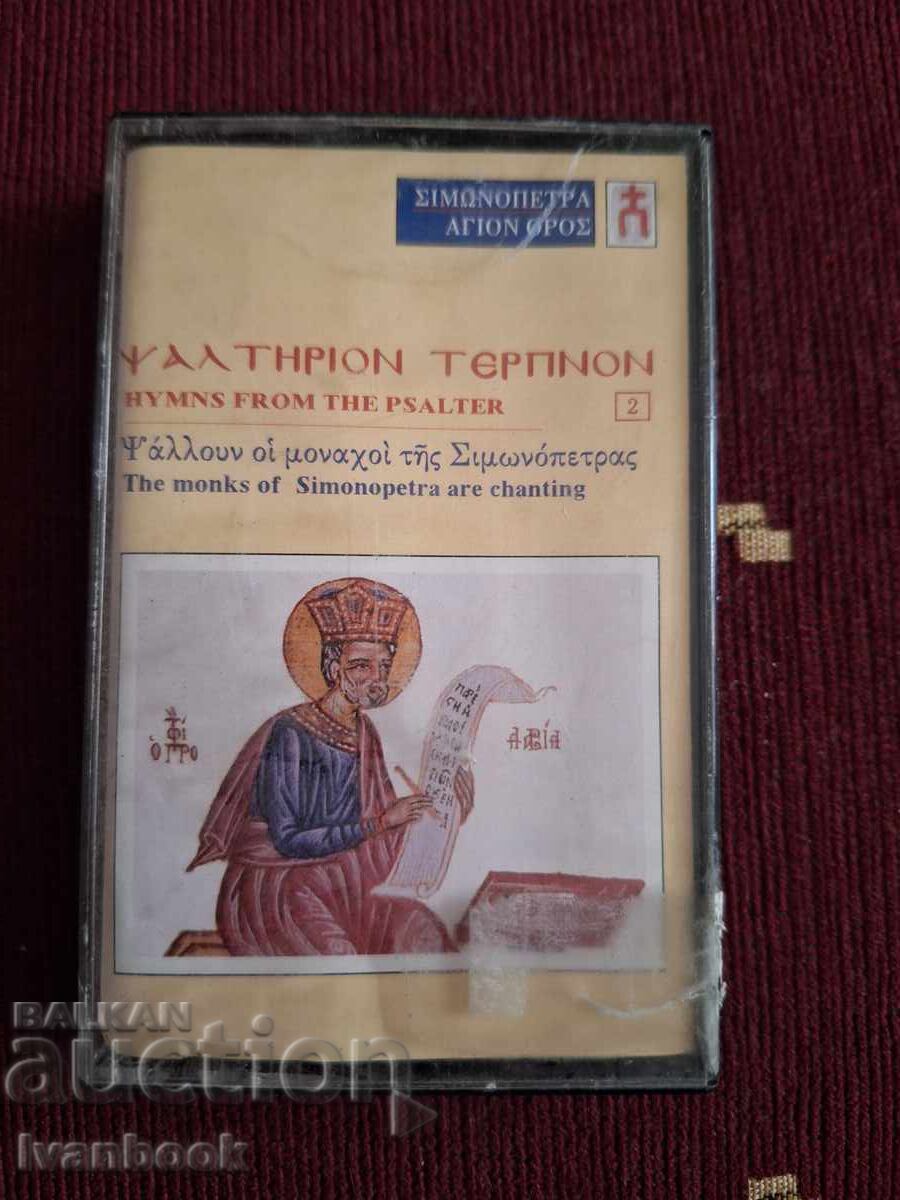 ΣΙΜΩΝΟΠΕΤΡΑ
ΑΓΙΟΝ ΟΡΟΣ
ΨΑΛΤΗΡΙΟΝ ΤΕΡΠΝΟΝ
HYMNS FROM THE PSALTER
2
Ψάλλουν οἱ μοναχοὶ τῆς Σιμωνόπετρας
The monks of Simonopetra are chanting
BALKAN
auction
Ivanbook